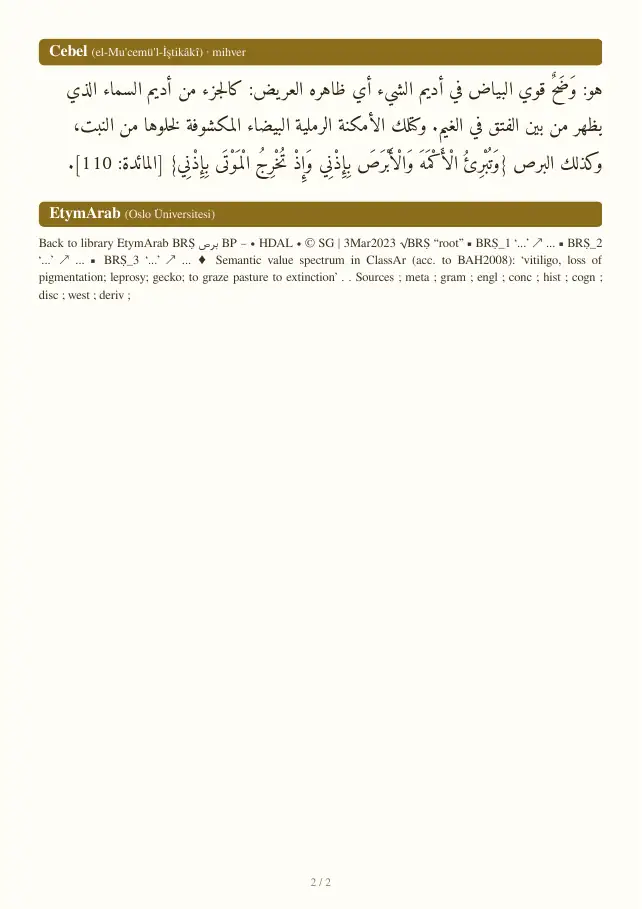 Cebel (el-Mu'cemü'l-İştikâkî) · mihver
هو: وَضَحٌ قوي البياض في أديم الشيء أي ظاهره العريض: كالجزء من أديم السماء الذي
يظهر من بين الفتق في الغيم. وكتلك الأمكنة الرملية البيضاء المكشوفة لخلوها من النبت،
وكذلك البرص {وَتُبْرِئُ الْأَكْمَهَ وَالْأَبْرَصَ بِإِذْنِي وَإِذْ تُخْرِجُ الْمَوْتَى بِإِذْنِي} [المائدة: 110].
EtymArab (Oslo Üniversitesi)
Back to library EtymArab BRṢ برص BP – • HDAL • © SG | 3Mar2023 √BRṢ “root” ▪ BRṢ_1 ‘...’ ↗ ... ▪ BRṢ_2
‘...’ ↗ ... ▪ BRṢ_3 ‘...’ ↗ ... ♦ Semantic value spectrum in ClassAr (acc. to BAH2008): ‘vitiligo, loss of
pigmentation; leprosy; gecko; to graze pasture to extinction’ . . Sources ; meta ; gram ; engl ; conc ; hist ; cogn ;
disc ; west ; deriv ;
2 / 2